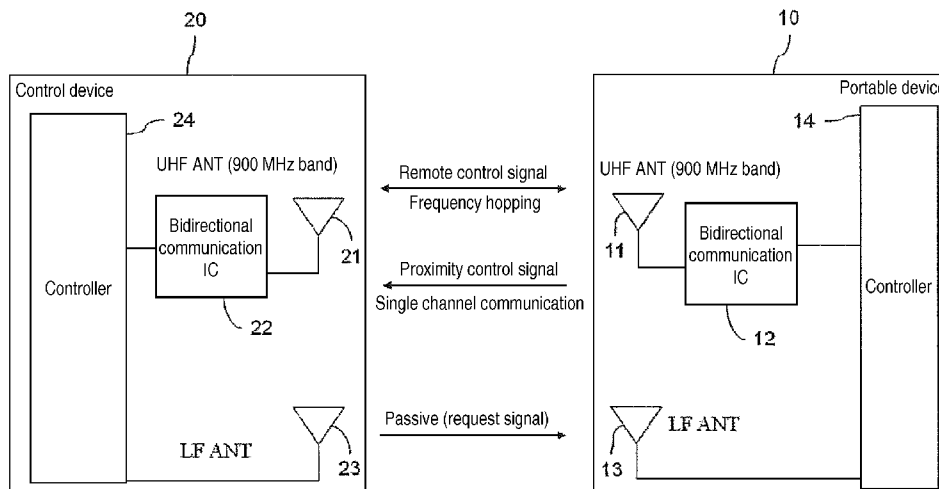 20
10
Control device
Portable device
24
14
UHF ANT (900 MHz band)
Remote control signal
UHF ANT (900 MHz band)
Frequency hopping
Bidirectional
communication
IC
21
11
Bidirectional
communication
IC
Proximity control signal
Controller
Controller
Single channel communication
22
12
Passive (request signal)
LF ANT
23
13
LF ANT